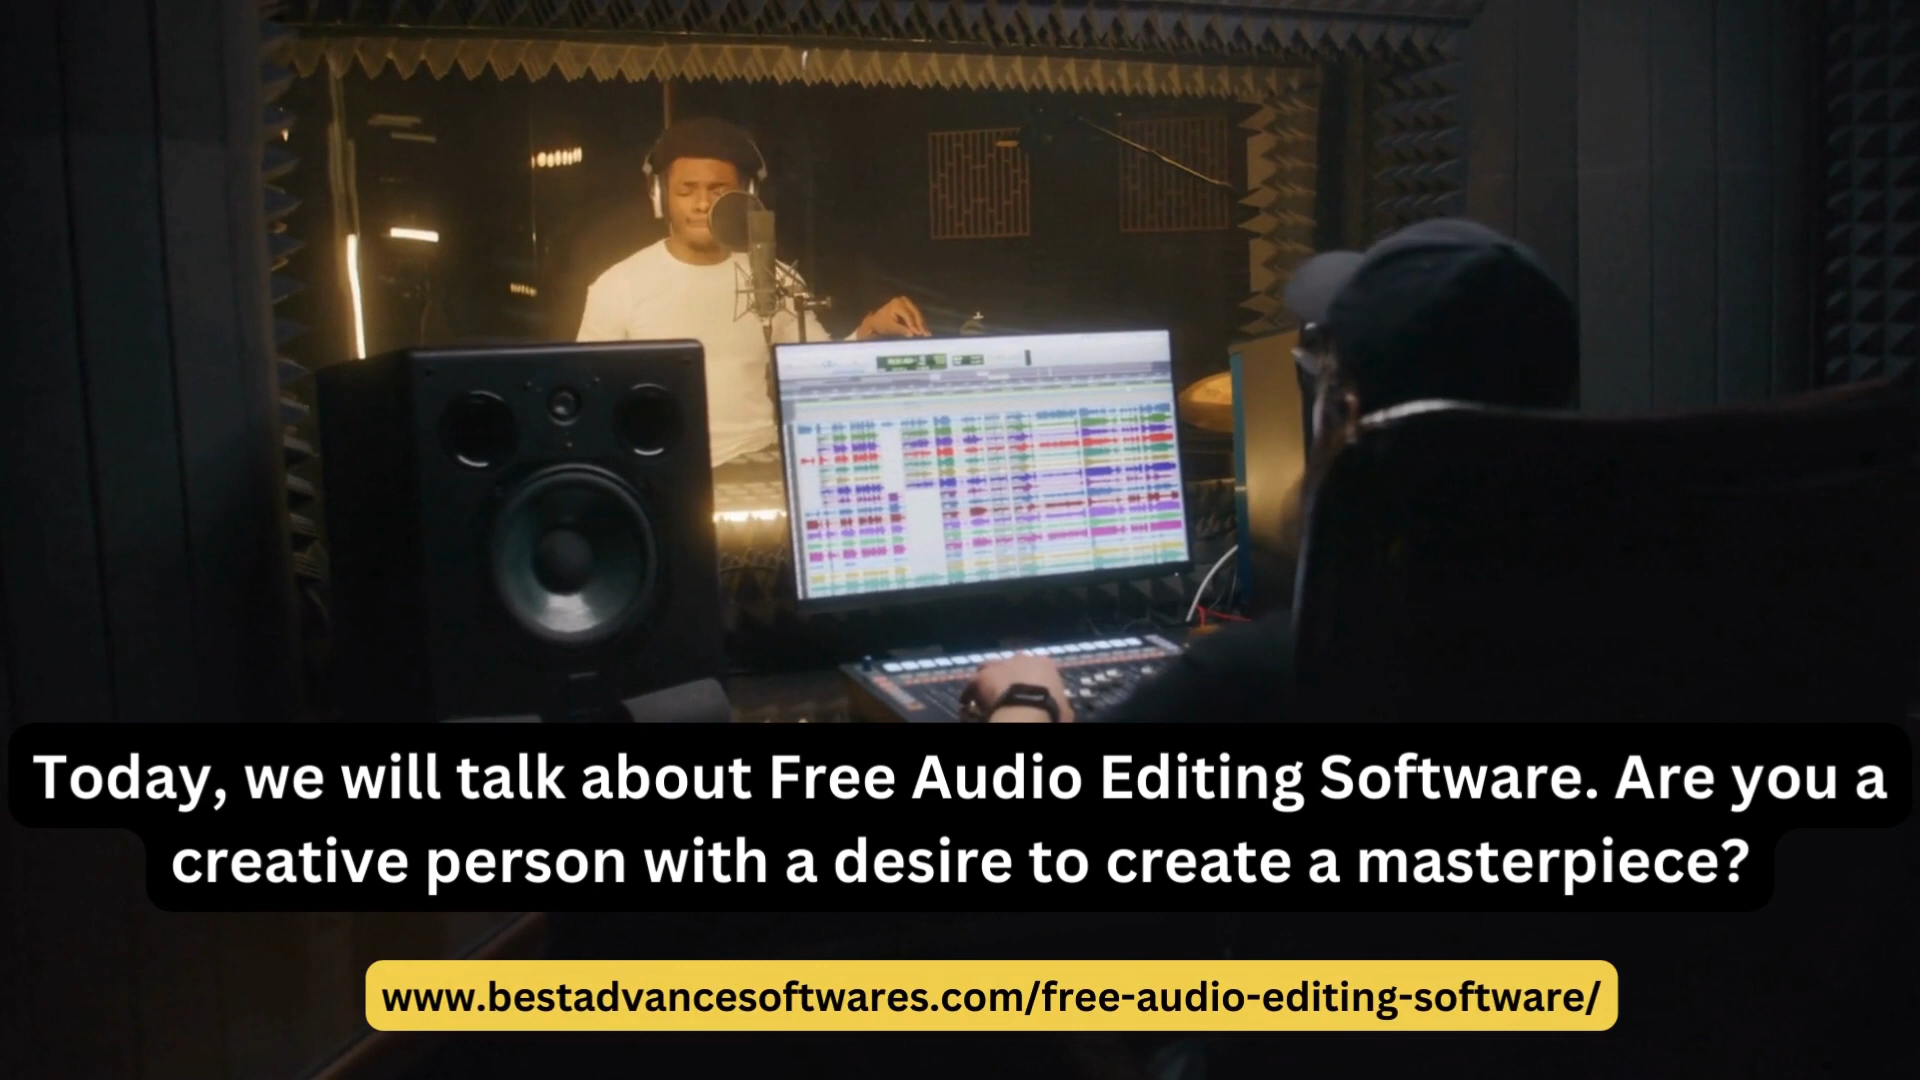 Today, we will talk about Free Audio Editing Software. Are you a
creative person with a desire to create a masterpiece?
www.bestadvancesoftwares.com/free-audio-editing-software/